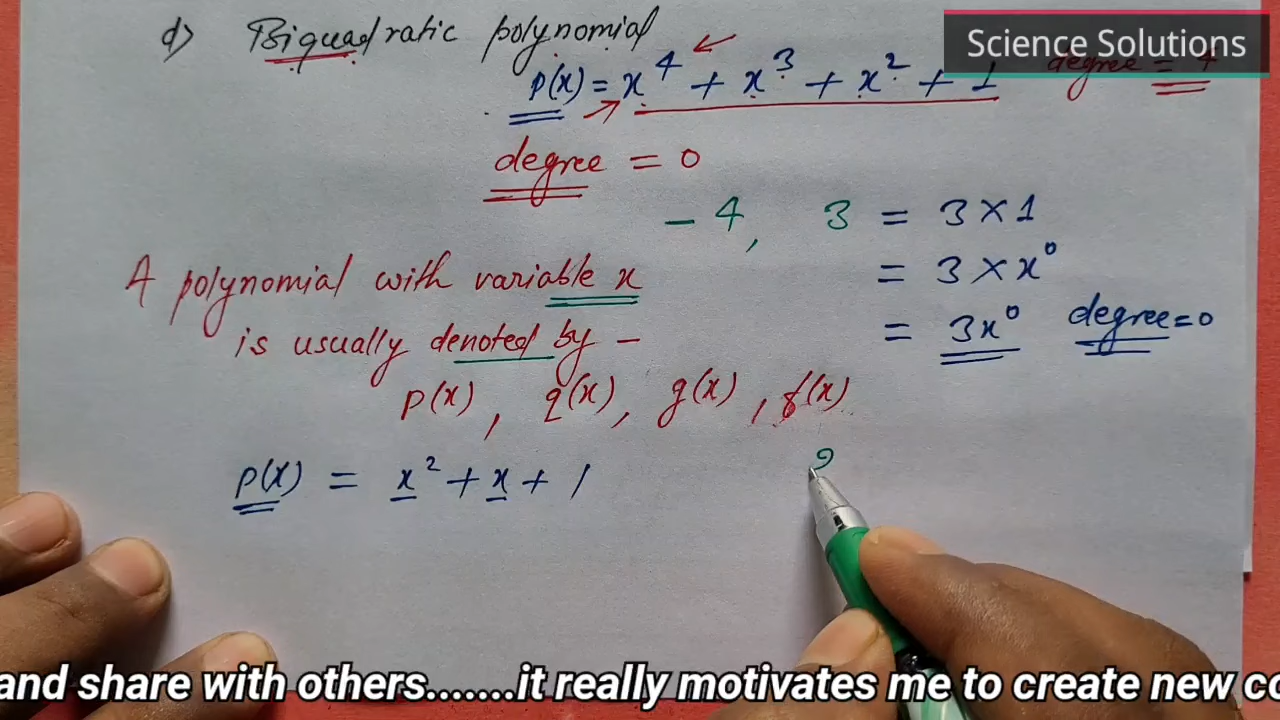 Science Solutions
d) Biquadratic polynomial
p(x) = x⁴ + x³ + x² + 1 degree = 4
degree = 0
- 4, 3 = 3 × 1
= 3 × x⁰
= 3x⁰ degree=0
A polynomial with variable x
is usually denoted by -
p(x), q(x), g(x), f(x)
p(x) = x² + x + 1
and share with others.......it really motivates me to create new co